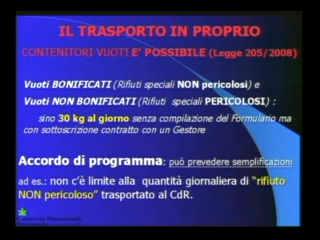 IL TRASPORTO IN PROPRIO
CONTENITORI VUOTI E' POSSIBILE (Legge 205/2008)
Vuoti BONIFICATI (Rifiuti speciali NON pericolosi) e
Vuoti NON BONIFICATI (Rifiuti speciali PERICOLOSI) :
sino 30 kg al giorno senza compilazione del Formulario ma
con sottoscrizione contratto con un Gestore
Accordo di programma: può prevedere semplificazioni
ad es.: non c'è limite alla quantità giornaliera di "rifiuto
NON pericoloso" trasportato al CdR.